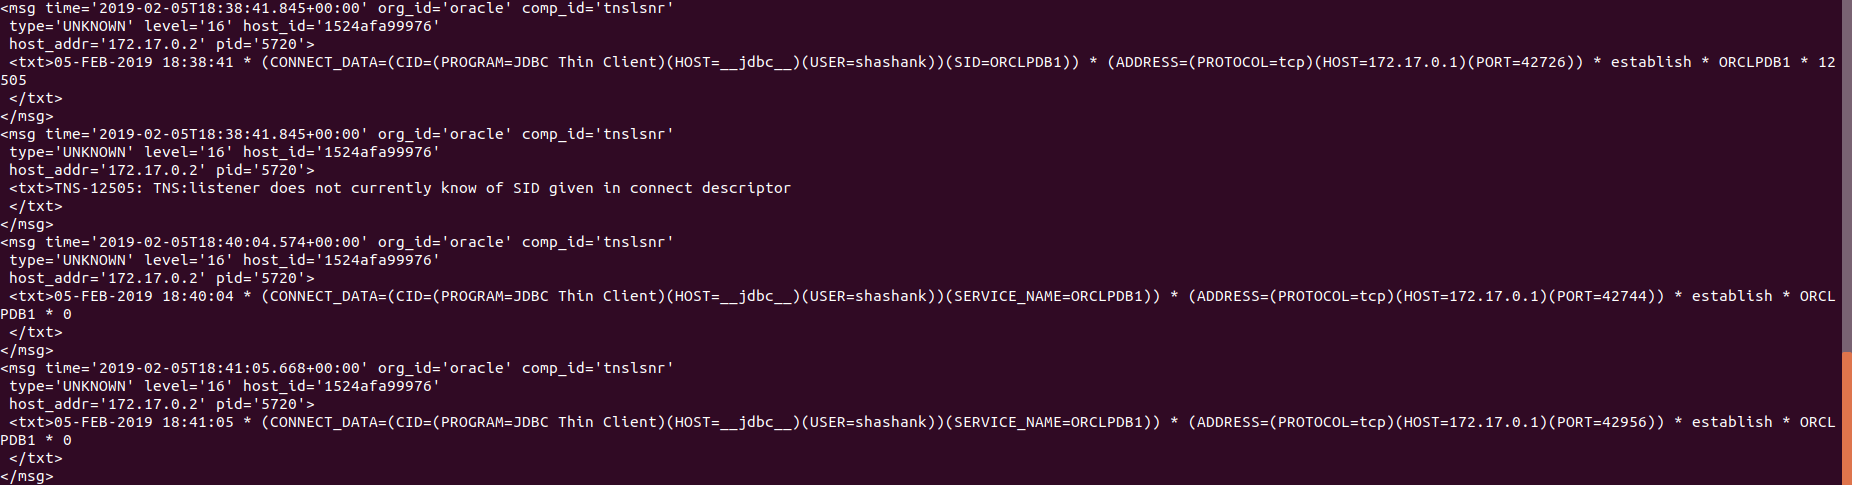 <msg time='2019-02-05T18:38:41.845+00:00' org_id='oracle' comp_id='tnslsnr'
 type='UNKNOWN' level='16' host_id='1524afa99976'
 host_addr='172.17.0.2' pid='5720'>
 <txt>05-FEB-2019 18:38:41 * (CONNECT_DATA=(CID=(PROGRAM=JDBC Thin Client)(HOST=__jdbc__)(USER=shashank))(SID=ORCLPDB1)) * (ADDRESS=(PROTOCOL=tcp)(HOST=172.17.0.1)(PORT=42726)) * establish * ORCLPDB1 * 12
505
 </txt>
</msg>
<msg time='2019-02-05T18:38:41.845+00:00' org_id='oracle' comp_id='tnslsnr'
 type='UNKNOWN' level='16' host_id='1524afa99976'
 host_addr='172.17.0.2' pid='5720'>
 <txt>TNS-12505: TNS:listener does not currently know of SID given in connect descriptor
 </txt>
</msg>
<msg time='2019-02-05T18:40:04.574+00:00' org_id='oracle' comp_id='tnslsnr'
 type='UNKNOWN' level='16' host_id='1524afa99976'
 host_addr='172.17.0.2' pid='5720'>
 <txt>05-FEB-2019 18:40:04 * (CONNECT_DATA=(CID=(PROGRAM=JDBC Thin Client)(HOST=__jdbc__)(USER=shashank))(SERVICE_NAME=ORCLPDB1)) * (ADDRESS=(PROTOCOL=tcp)(HOST=172.17.0.1)(PORT=42744)) * establish * ORCL
PDB1 * 0
 </txt>
</msg>
<msg time='2019-02-05T18:41:05.668+00:00' org_id='oracle' comp_id='tnslsnr'
 type='UNKNOWN' level='16' host_id='1524afa99976'
 host_addr='172.17.0.2' pid='5720'>
 <txt>05-FEB-2019 18:41:05 * (CONNECT_DATA=(CID=(PROGRAM=JDBC Thin Client)(HOST=__jdbc__)(USER=shashank))(SERVICE_NAME=ORCLPDB1)) * (ADDRESS=(PROTOCOL=tcp)(HOST=172.17.0.1)(PORT=42956)) * establish * ORCL
PDB1 * 0
 </txt>
</msg>